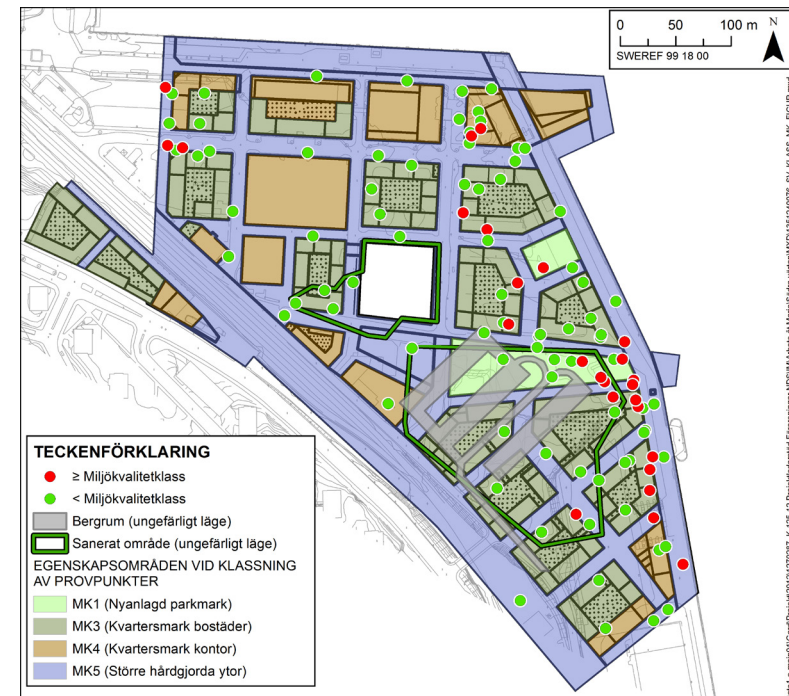 0 50 100 m N
SWEREF 99 18 00
TECKENFÖRKLARING
≥ Miljökvalitetklass
< Miljökvalitetklass
Bergrum (ungefärligt läge)
Sanerat område (ungefärligt läge)
EGENSKAPSOMRÅDEN VID KLASSNING
AV PROVPUNKTER
MK1 (Nyanlagd parkmark)
MK3 (Kvartersmark bostäder)
MK4 (Kvartersmark kontor)
MK5 (Större hårdgjorda ytor)